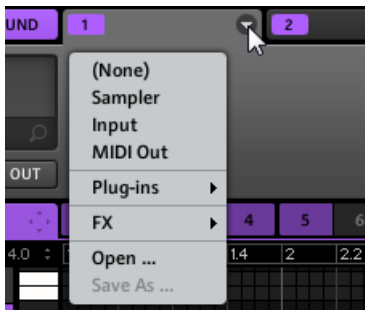 UND 1 2
(None)
Sampler
Input
MIDI Out
OUT
Plug-ins
FX 4 5 6
4.0 1.4 2 2.2
Open ...
Save As ...